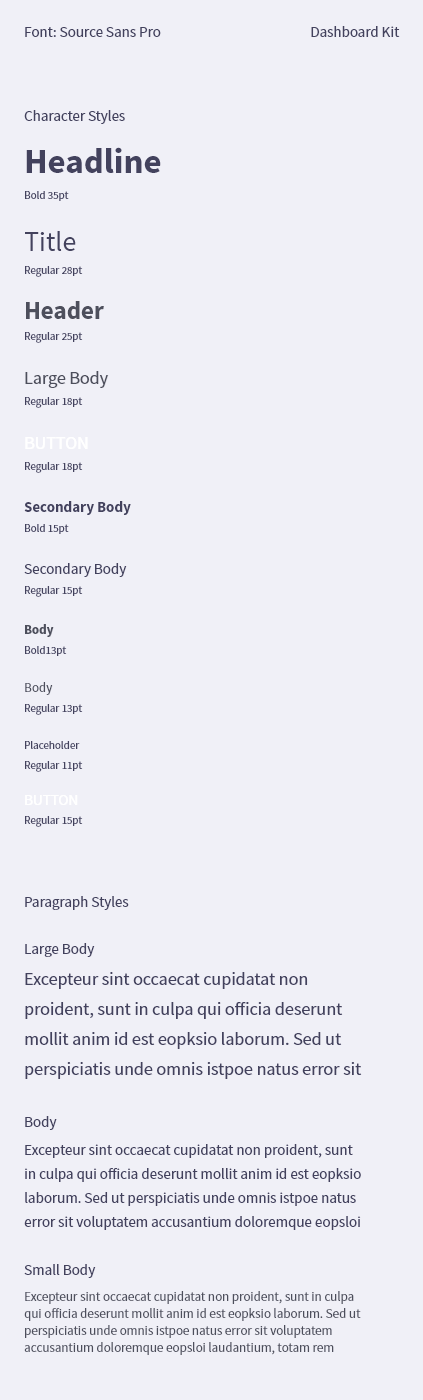 Font: Source Sans Pro
Dashboard Kit
Character Styles
Headline
Bold 35pt
Title
Regular 28pt
Header
Regular 25pt
Large Body
Regular 18pt
BUTTON
Regular 18pt
Secondary Body
Bold 15pt
Secondary Body
Regular 15pt
Body
Bold13pt
Body
Regular 13pt
Placeholder
Regular 11pt
BUTTON
Regular 15pt
Paragraph Styles
Large Body
Excepteur sint occaecat cupidatat non
proident, sunt in culpa qui officia deserunt
mollit anim id est eopksio laborum. Sed ut
perspiciatis unde omnis istpoe natus error sit
Body
Excepteur sint occaecat cupidatat non proident, sunt
in culpa qui officia deserunt mollit anim id est eopksio
laborum. Sed ut perspiciatis unde omnis istpoe natus
error sit voluptatem accusantium doloremque eopsloi
Small Body
Excepteur sint occaecat cupidatat non proident, sunt in culpa
qui officia deserunt mollit anim id est eopksio laborum. Sed ut
perspiciatis unde omnis istpoe natus error sit voluptatem
accusantium doloremque eopsloi laudantium, totam rem